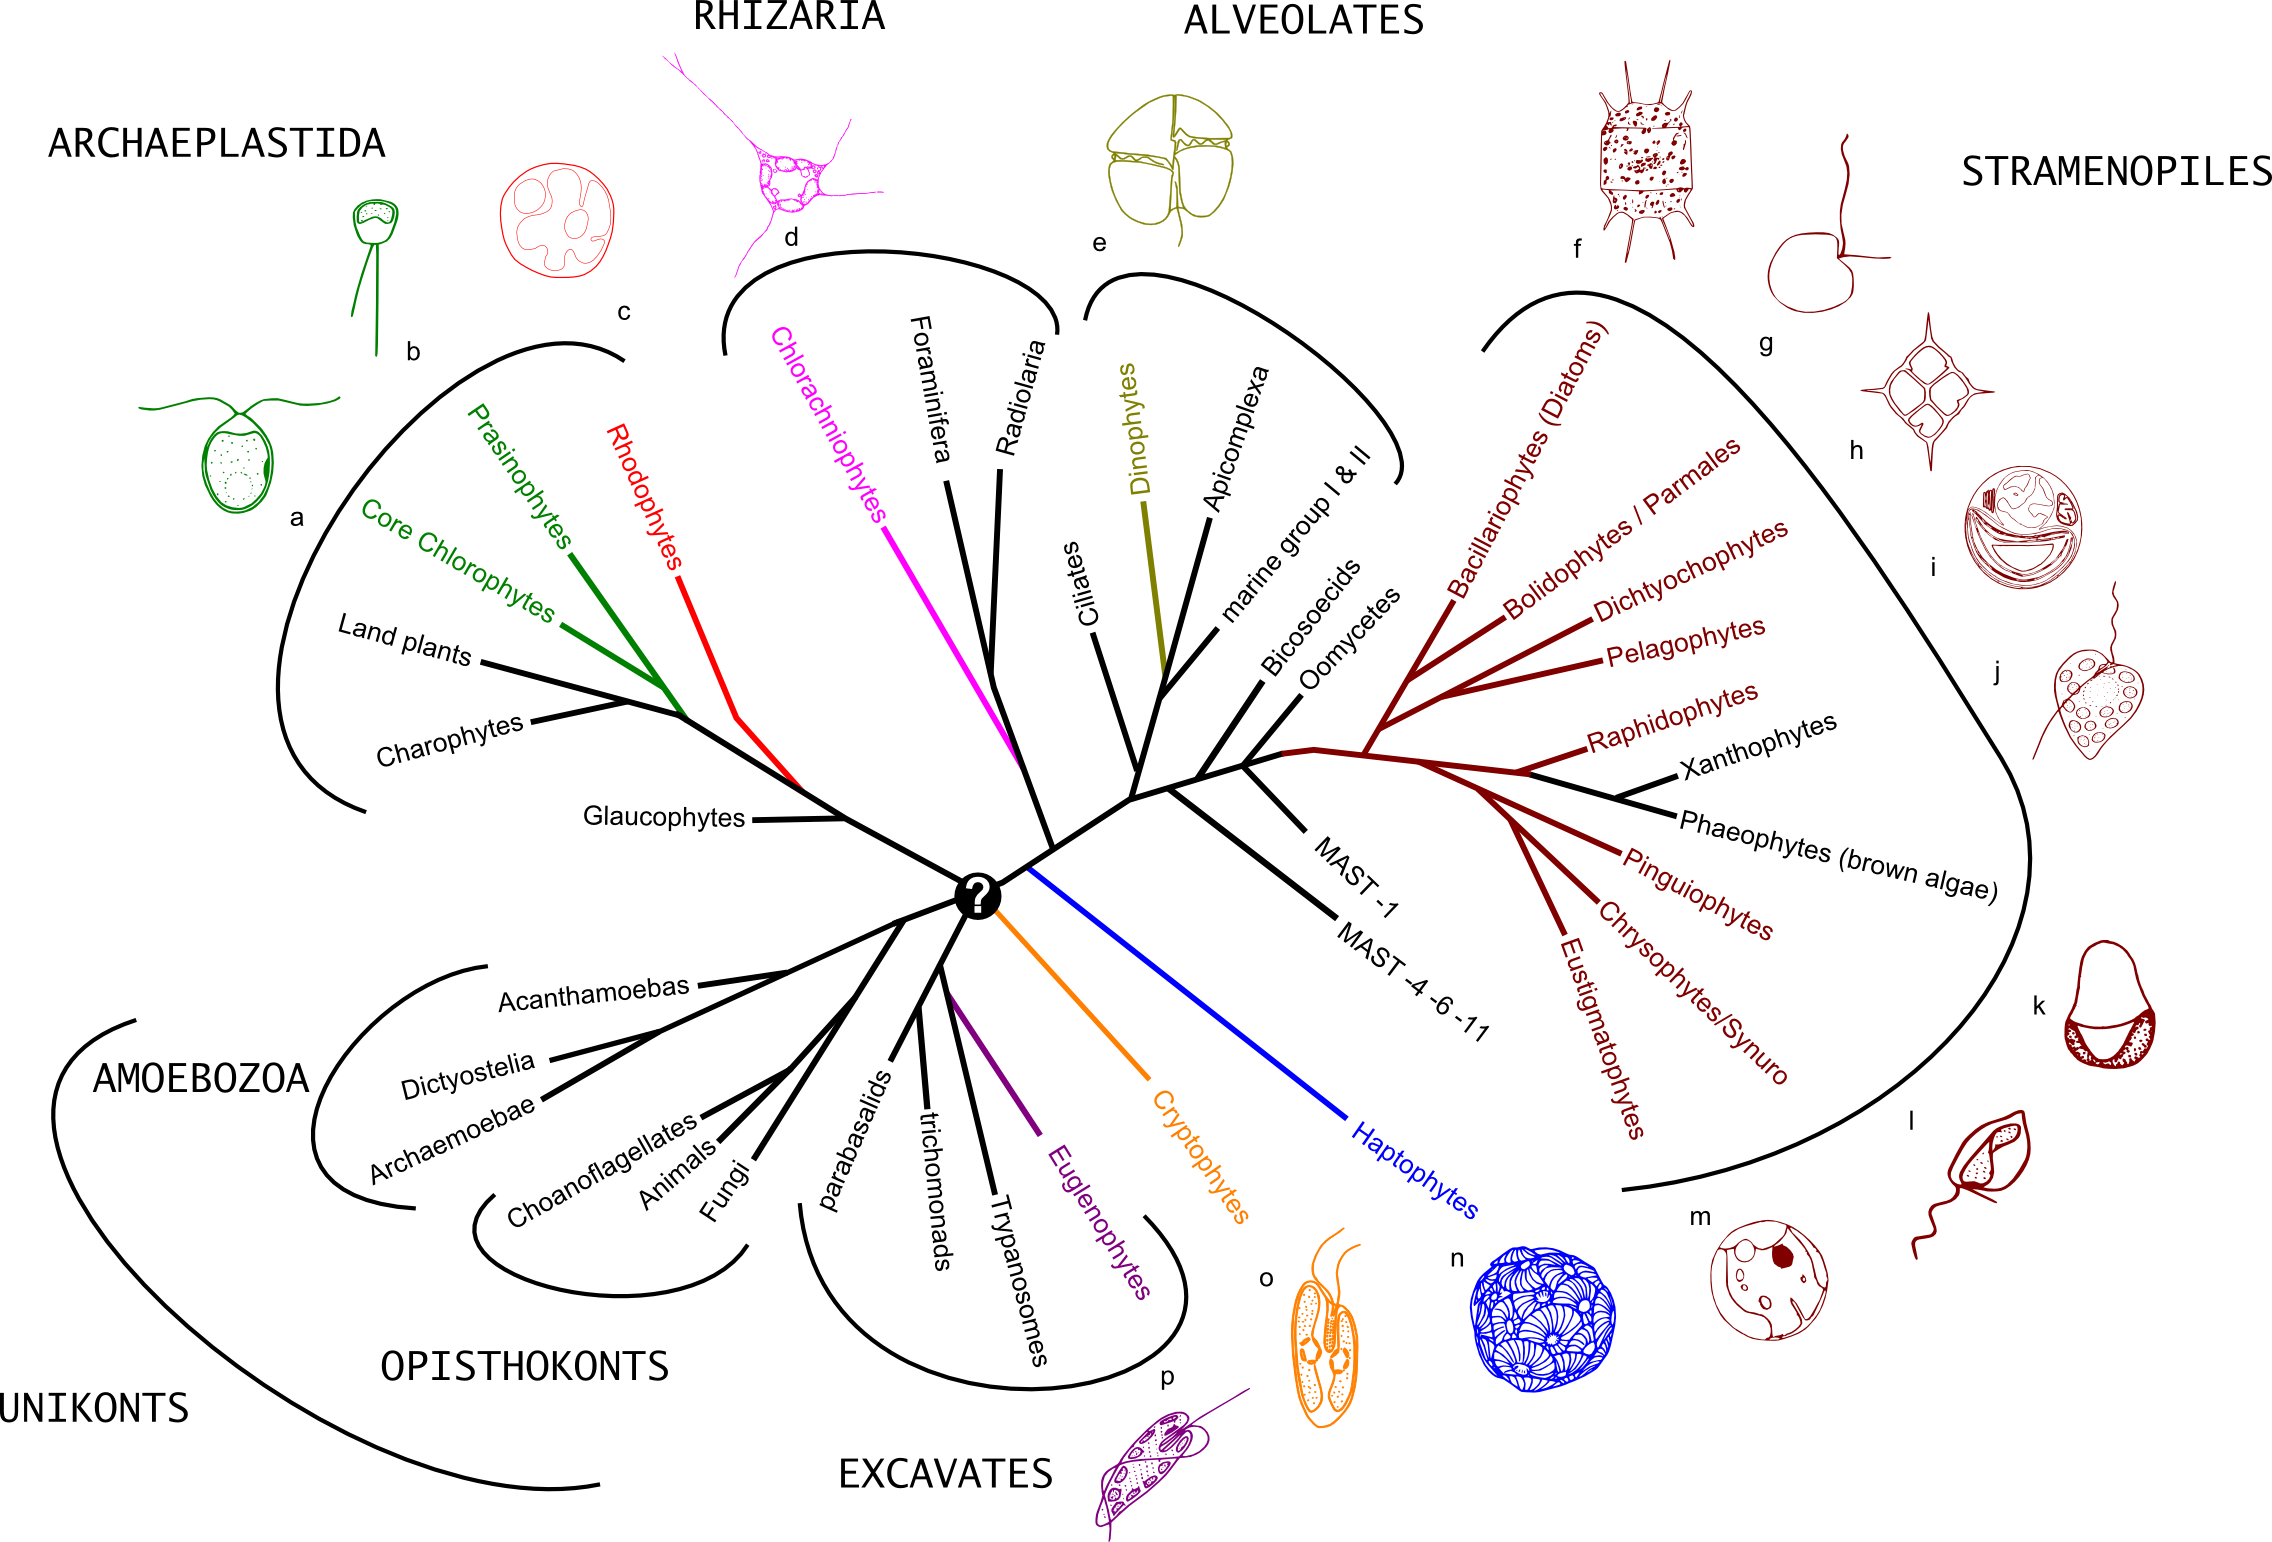 RHIZARIA
ALVEOLATES
ARCHAEPLASTIDA
STRAMENOPILES
a
b
c
d
e
f
g
h
i
j
k
l
m
n
o
p
Chlorachniophytes
Foraminifera
Radiolaria
Ciliates
Dinophytes
Apicomplexa
marine group I & II
Bicosoecids
Oomycetes
Bacillariophytes (Diatoms)
Bolidophytes / Parmales
Dichtyochophytes
Pelagophytes
Raphidophytes
Xanthophytes
Phaeophytes (brown algae)
Pinguiophytes
Chrysophytes/Synuro
Eustigmatophytes
MAST -1
MAST -4 -6 -11
Rhodophytes
Prasinophytes
Core Chlorophytes
Land plants
Charophytes
Glaucophytes
?
Acanthamoebas
Dictyostelia
Archaemoebae
Choanoflagellates
Animals
Fungi
parabasalids
trichomonads
Trypanosomes
Euglenophytes
Cryptophytes
Haptophytes
AMOEBOZOA
OPISTHOKONTS
UNIKONTS
EXCAVATES